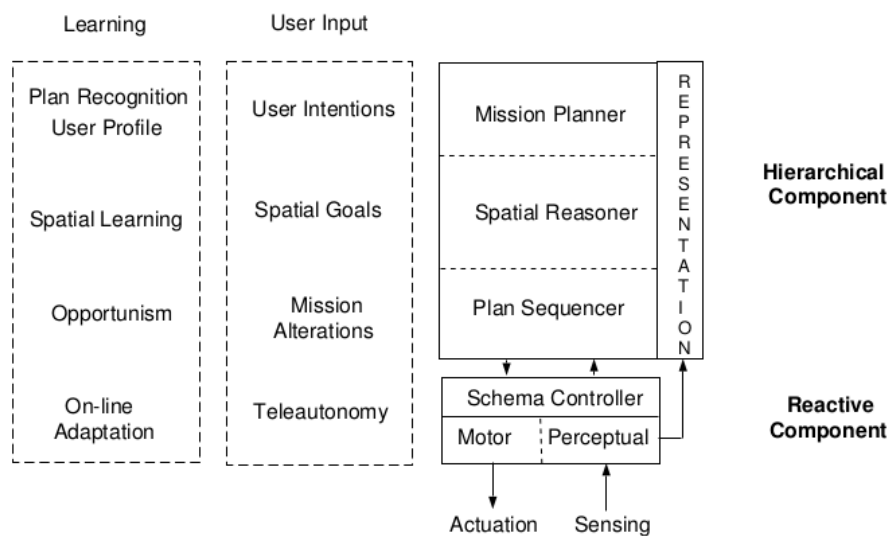 Learning
User Input
Plan Recognition
User Profile
Spatial Learning
Opportunism
On-line
Adaptation
User Intentions
Spatial Goals
Mission
Alterations
Teleautonomy
Mission Planner
Spatial Reasoner
Plan Sequencer
REPRESENTATION
Schema Controller
Motor
Perceptual
Actuation
Sensing
Hierarchical
Component
Reactive
Component